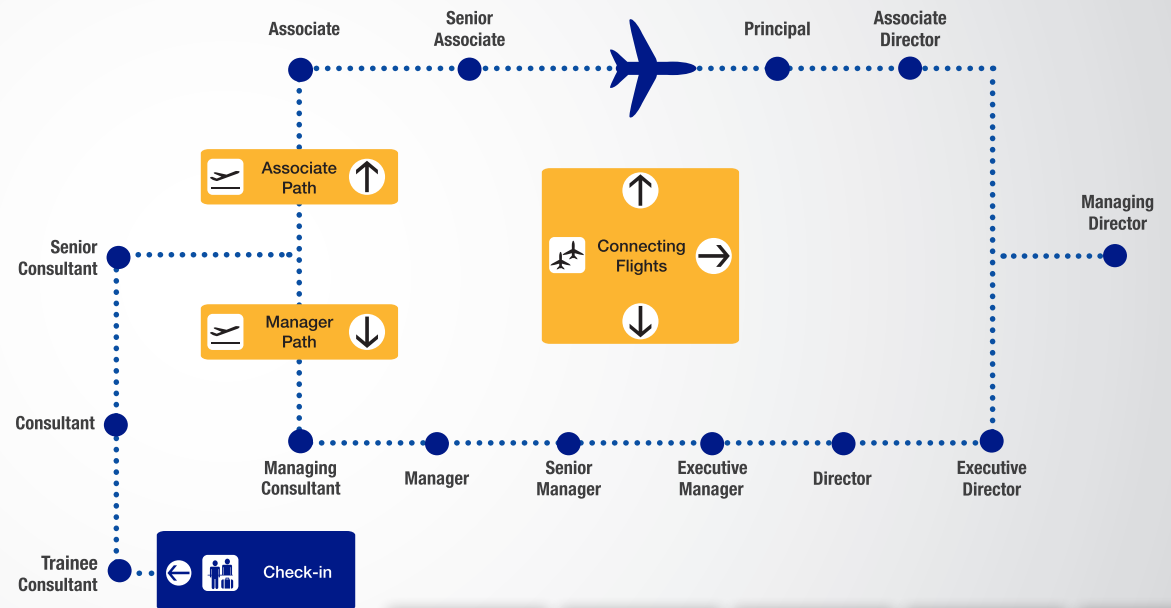 Associate
Senior
Associate
Principal
Associate
Director
Associate
Path
Connecting
Flights
Managing
Director
Senior
Consultant
Manager
Path
Consultant
Managing
Consultant
Manager
Senior
Manager
Executive
Manager
Director
Executive
Director
Trainee
Consultant
Check-in